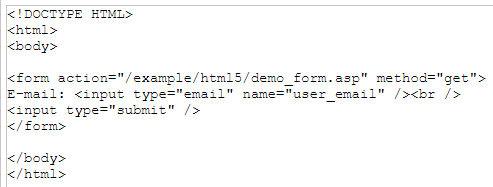 <!DOCTYPE HTML>
<html>
<body>
<form action="/example/html5/demo_form.asp" method="get">
E-mail: <input type="email" name="user_email" /><br />
<input type="submit" />
</form>
</body>
</html>